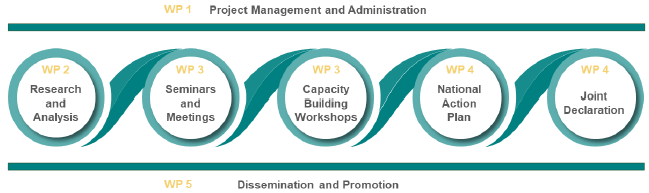 WP 1 Project Management and Administration
WP 2
Research
and
Analysis
WP 3
Seminars
and
Meetings
WP 3
Capacity
Building
Workshops
WP 4
National
Action
Plan
WP 4
Joint
Declaration
WP 5 Dissemination and Promotion